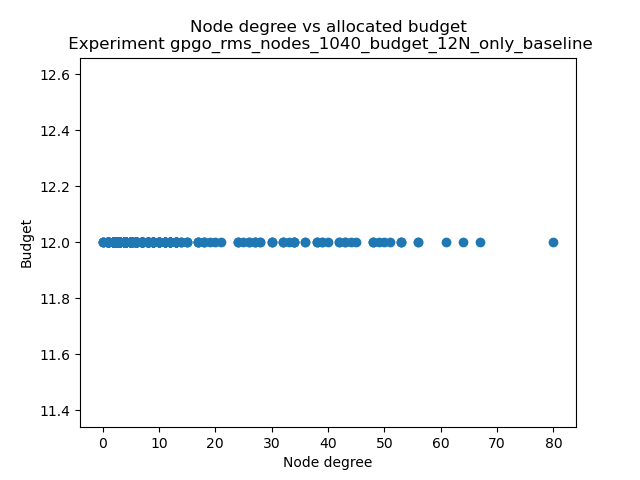 Node degree vs allocated budget
Experiment gpgo_rms_nodes_1040_budget_12N_only_baseline
12.6
12.4
12.2
12.0
11.8
11.6
11.4
Budget
0 10 20 30 40 50 60 70 80
Node degree